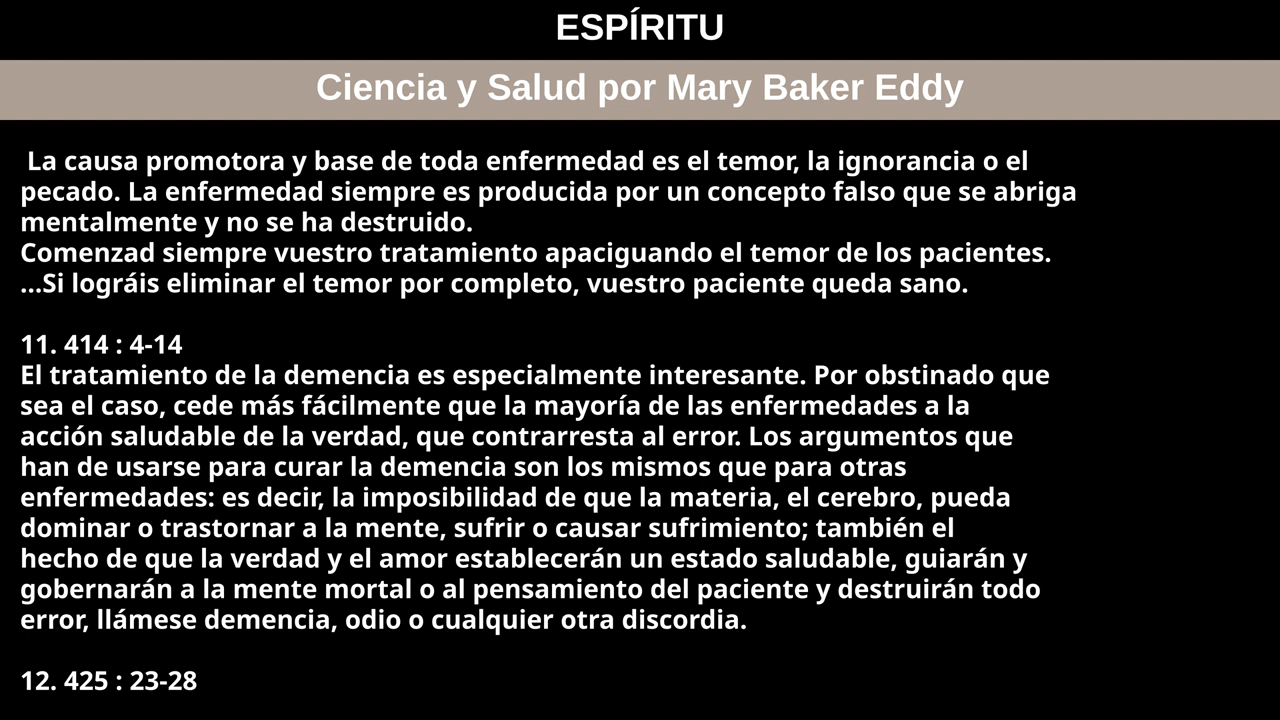 ESPÍRITU
Ciencia y Salud por Mary Baker Eddy
La causa promotora y base de toda enfermedad es el temor, la ignorancia o el
pecado. La enfermedad siempre es producida por un concepto falso que se abriga
mentalmente y no se ha destruido.
Comenzad siempre vuestro tratamiento apaciguando el temor de los pacientes.
...Si lográis eliminar el temor por completo, vuestro paciente queda sano.
11. 414 : 4-14
El tratamiento de la demencia es especialmente interesante. Por obstinado que
sea el caso, cede más fácilmente que la mayoría de las enfermedades a la
acción saludable de la verdad, que contrarresta al error. Los argumentos que
han de usarse para curar la demencia son los mismos que para otras
enfermedades: es decir, la imposibilidad de que la materia, el cerebro, pueda
dominar o trastornar a la mente, sufrir o causar sufrimiento; también el
hecho de que la verdad y el amor establecerán un estado saludable, guiarán y
gobernarán a la mente mortal o al pensamiento del paciente y destruirán todo
error, llámese demencia, odio o cualquier otra discordia.
12. 425 : 23-28